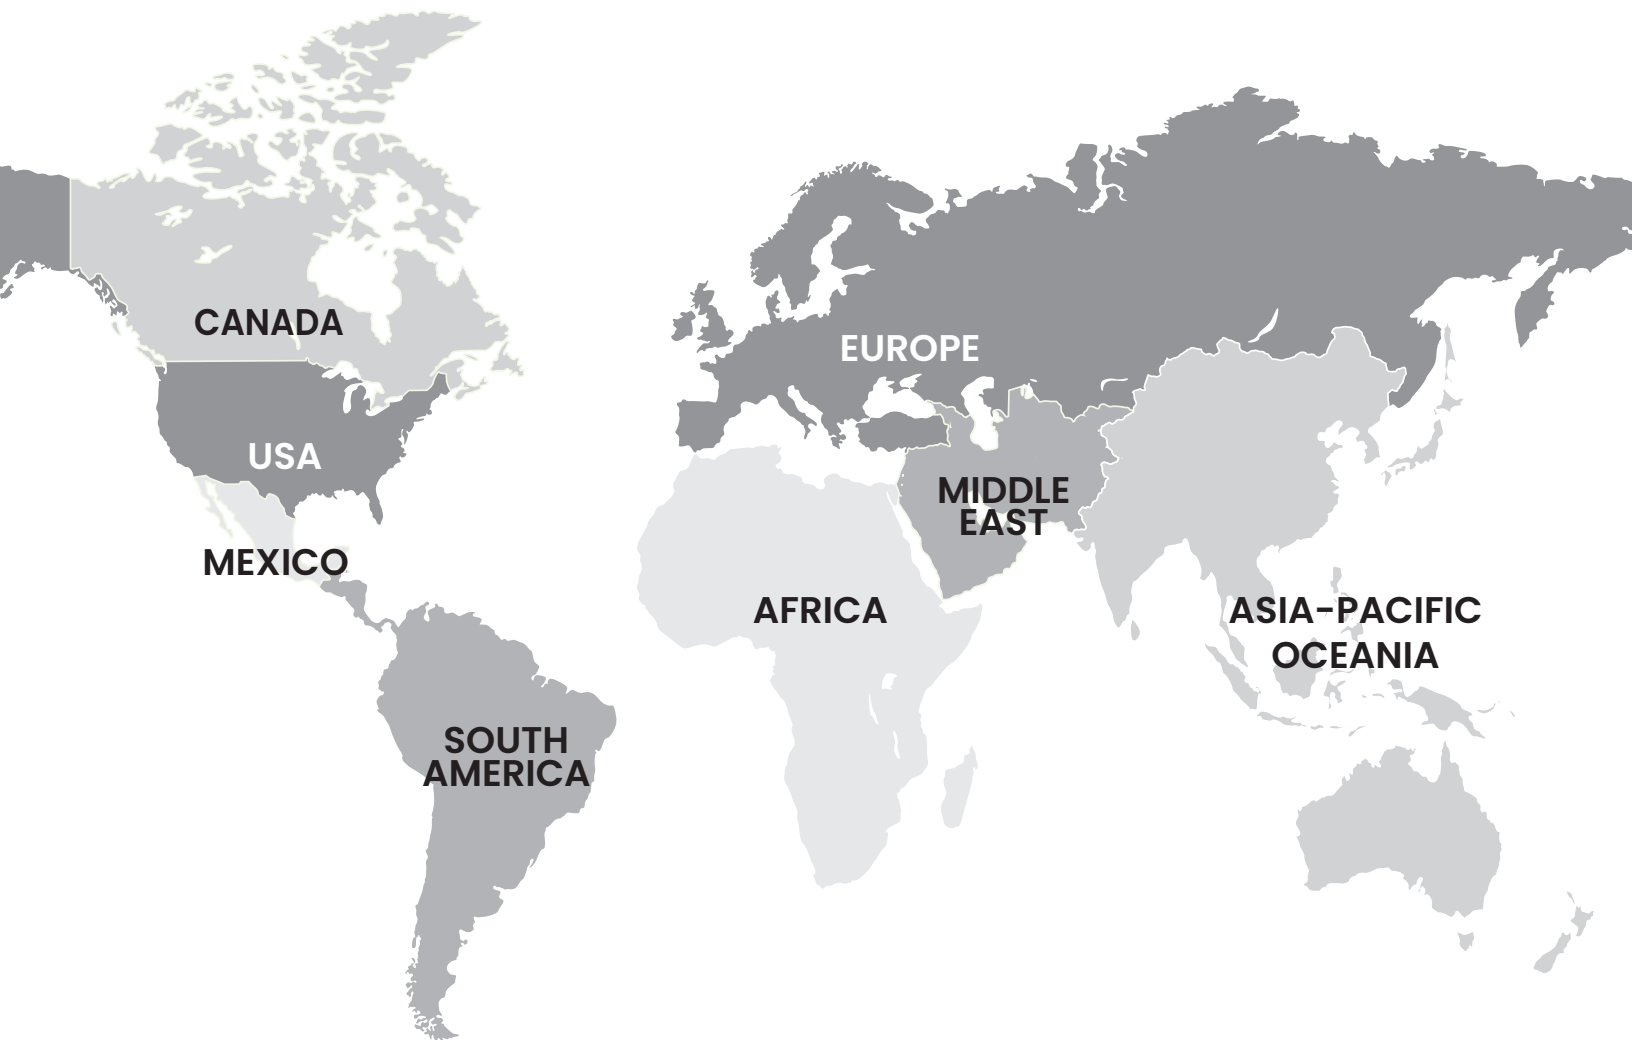 CANADA
EUROPE
USA
MIDDLE
EAST
MEXICO
AFRICA
ASIA–PACIFIC
OCEANIA
SOUTH
AMERICA